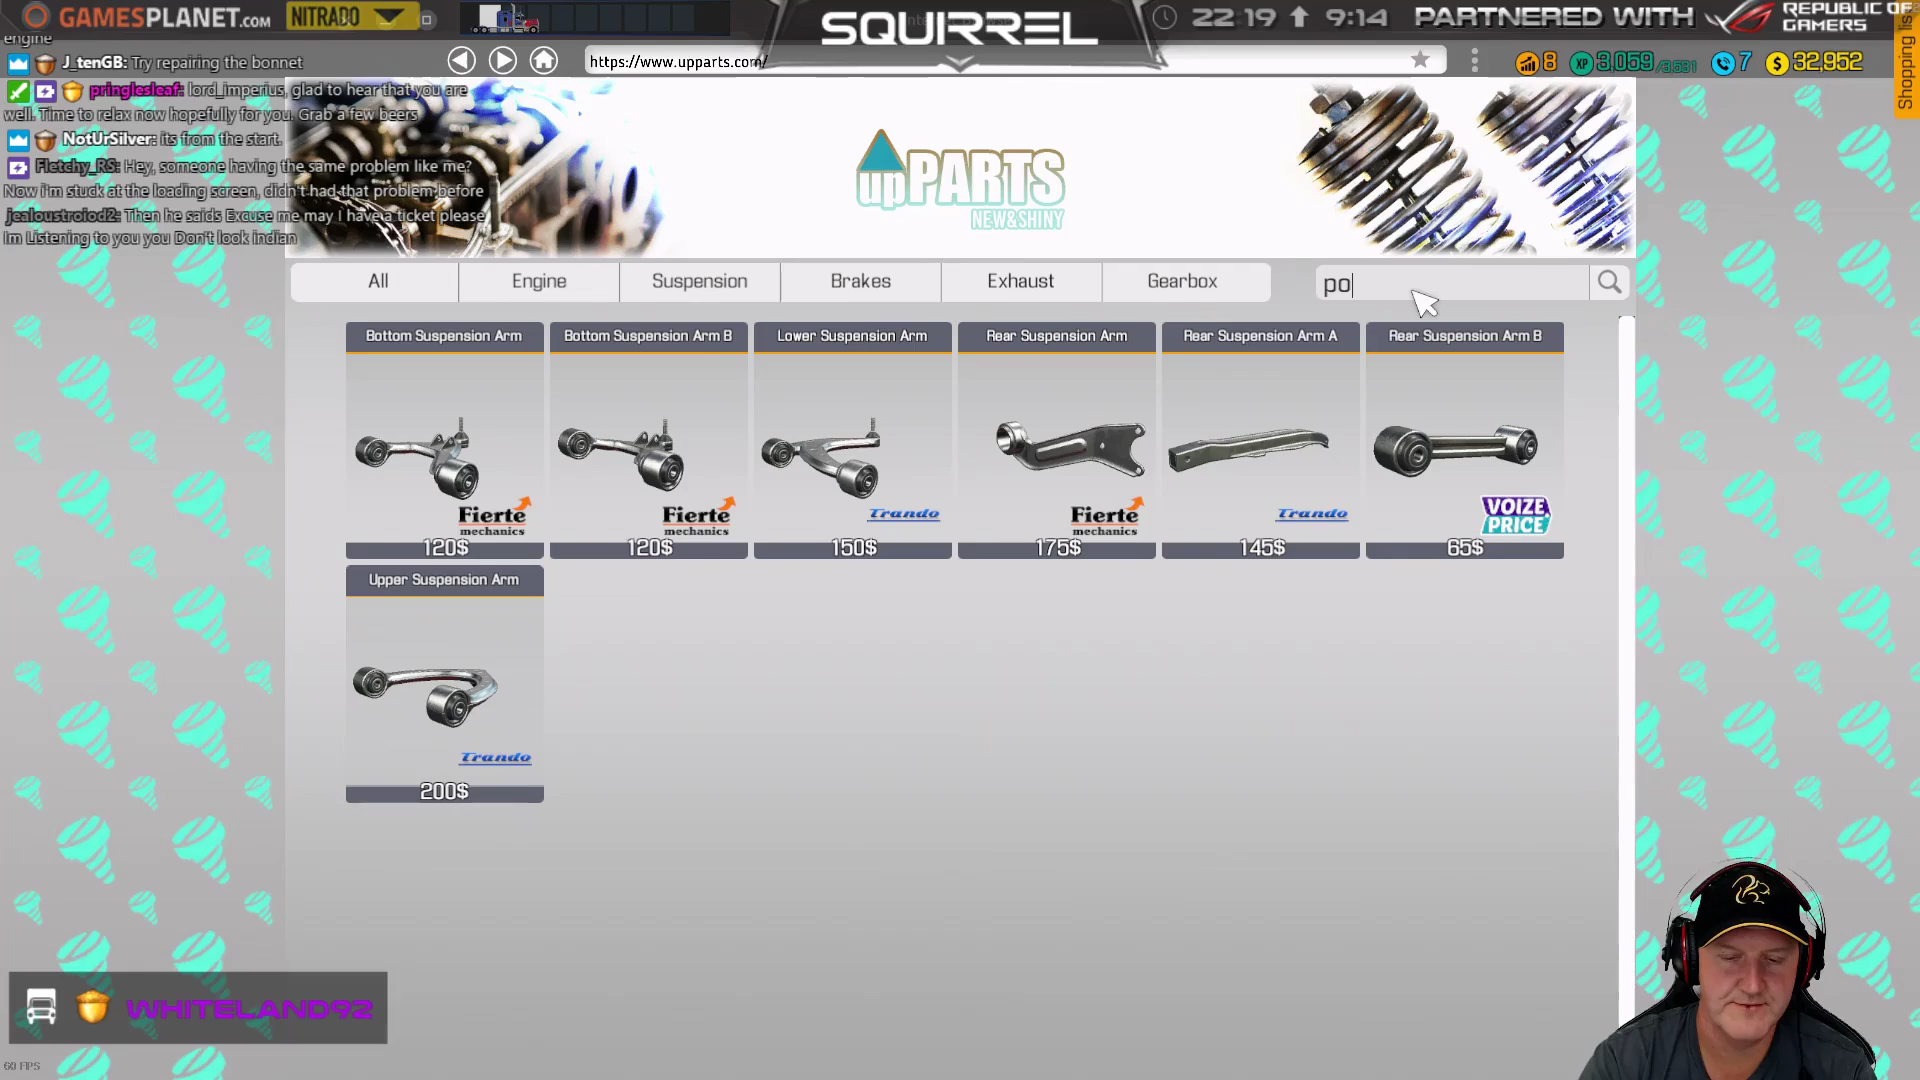 GAMESPLANET.COM
NITRADO
SQUIRREL
22:19 9:14
PARTNERED WITH
REPUBLIC OF
GAMERS
engine
J_tenGB: Try repairing the bonnet
pringlesleaf: lord_imperius, glad to hear that you are
well. Time to relax now hopefully for you. Grab a few beers
NotUrSilver: its from the start.
Fletchy_RS: Hey, someone having the same problem like me?
Now i'm stuck at the loading screen, didn't had that problem before
jealoustroiod2: Then he saids Excuse me may I have a ticket please
Im Listening to you you Don't look indian
https://www.upparts.com/
8 XP 3,059/3,531 7 $ 32,952
Shopping lis
upPARTS
NEW&SHINY
All
Engine
Suspension
Brakes
Exhaust
Gearbox
po
Bottom Suspension Arm
Fierte
mechanics
120$
Bottom Suspension Arm B
Fierte
mechanics
120$
Lower Suspension Arm
Trando
150$
Rear Suspension Arm
Fierte
mechanics
175$
Rear Suspension Arm A
Trando
145$
Rear Suspension Arm B
VOIZE
PRICE
65$
Upper Suspension Arm
Trando
200$
WHITELAND92
60 FPS